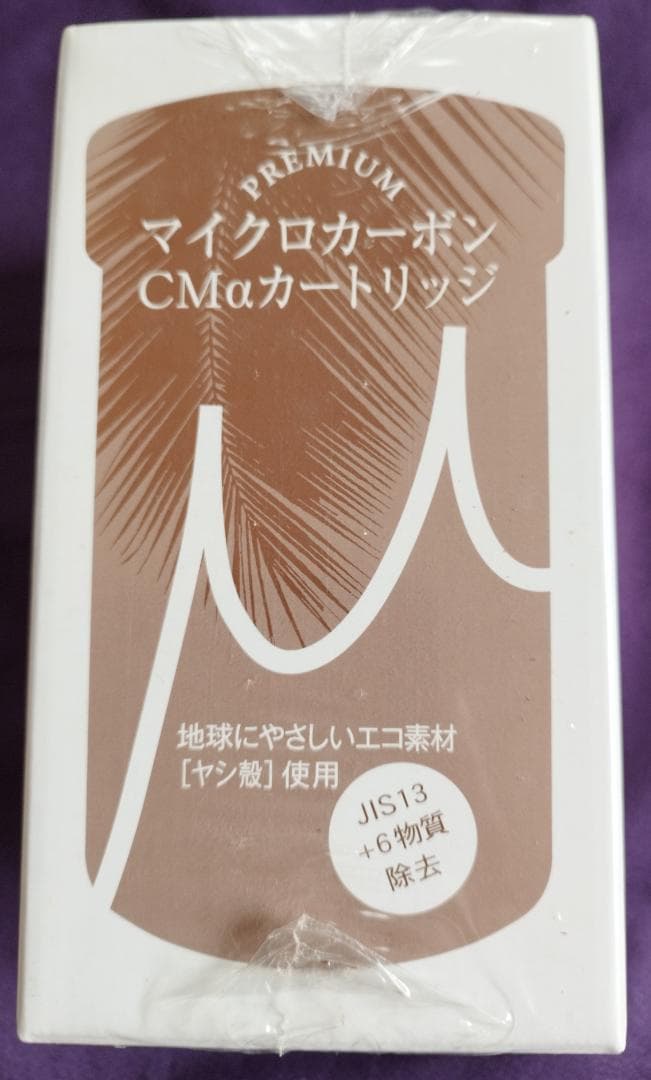 PREMIUM
マイクロカーボン
CMαカートリッジ
μ
地球にやさしいエコ素材
[ヤシ殻]使用
JIS13
+6物質
除去